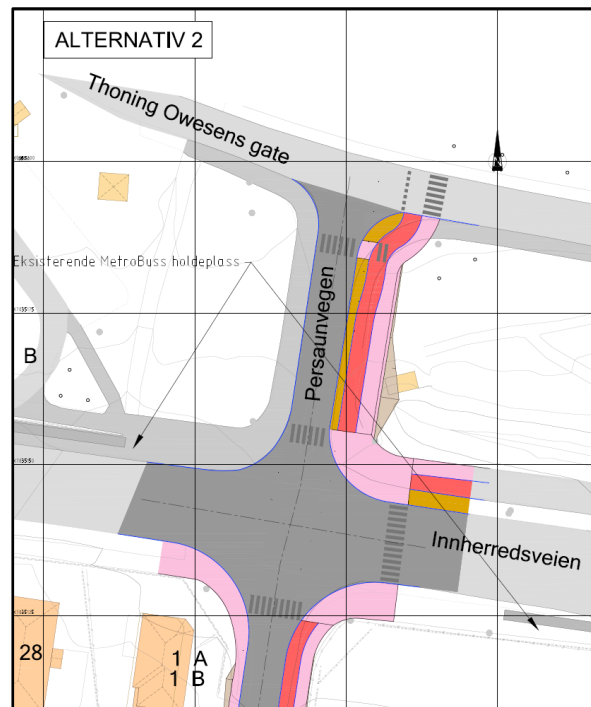 ALTERNATIV 2
Thoning Owesens gate
N
Eksisterende MetroBuss holdeplass
Persaunvegen
B
Innherredsveien
28
1 A
1 B